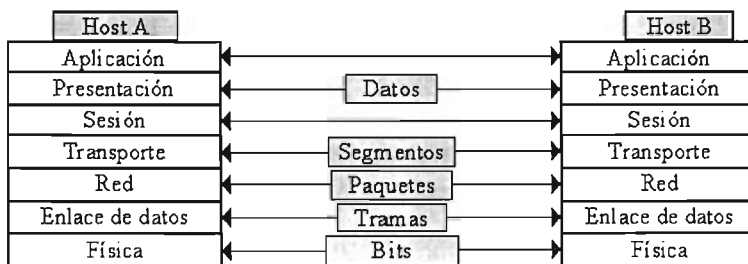 Host A Host B
Aplicación Aplicación
Presentación Datos Presentación
Sesión Sesión
Transporte Segmentos Transporte
Red Paquetes Red
Enlace de datos Tramas Enlace de datos
Física Bits Física